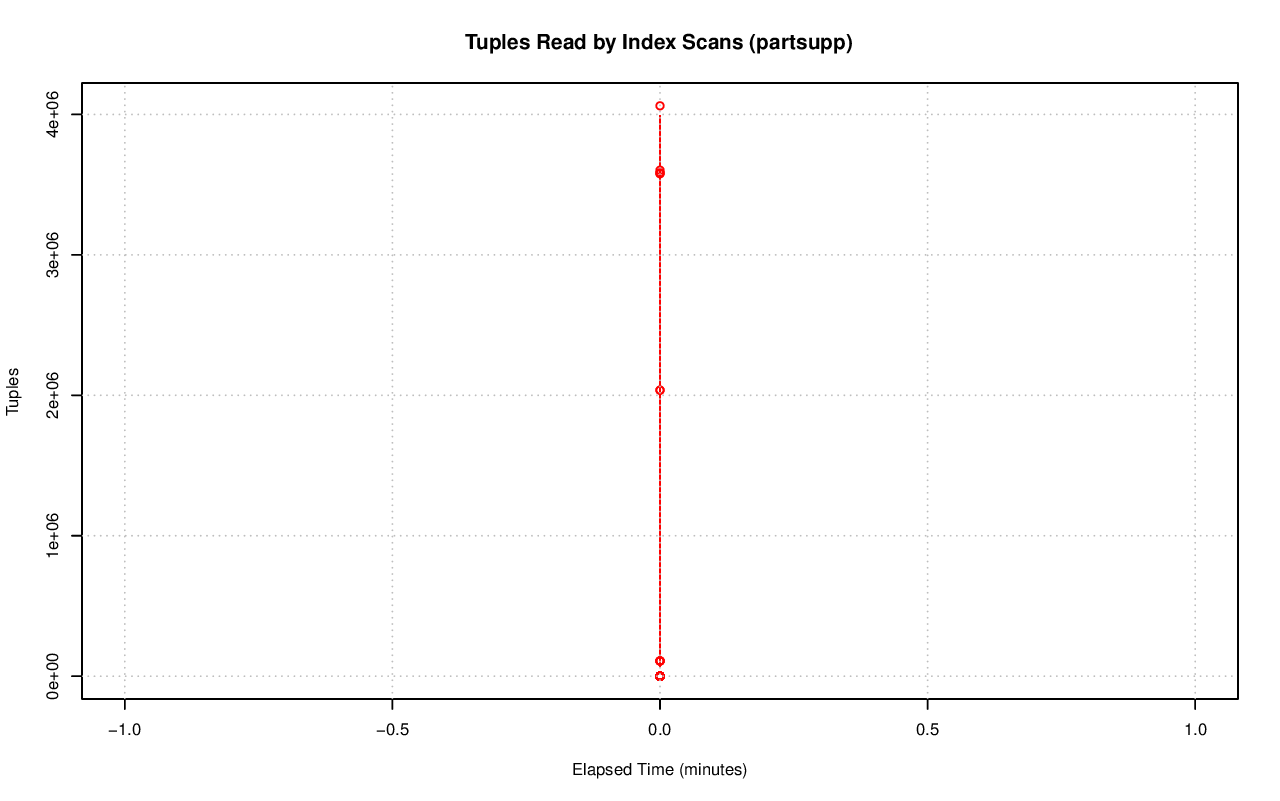 Tuples Read by Index Scans (partsupp)
Tuples
4e+06
3e+06
2e+06
1e+06
0e+00
−1.0 −0.5 0.0 0.5 1.0
Elapsed Time (minutes)